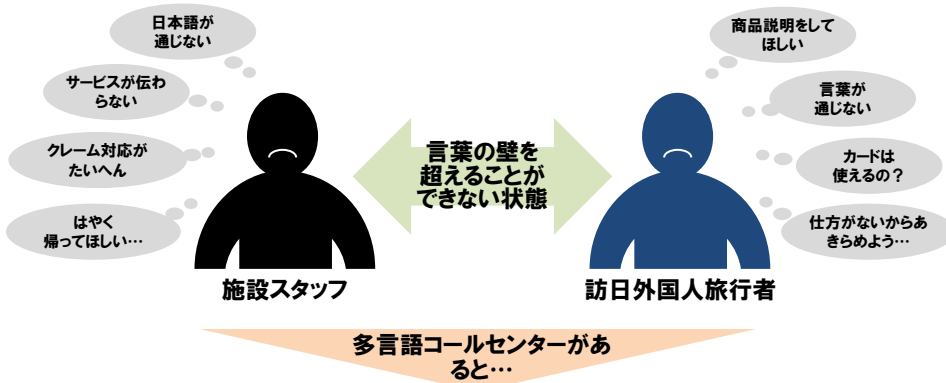 日本語が
通じない
サービスが伝わ
らない
クレーム対応が
たいへん
はやく
帰ってほしい…
施設スタッフ
言葉の壁を
超えることが
できない状態
商品説明をして
ほしい
言葉が
通じない
カードは
使えるの？
仕方がないからあ
きらめよう…
訪日外国人旅行者
多言語コールセンターがあ
ると…